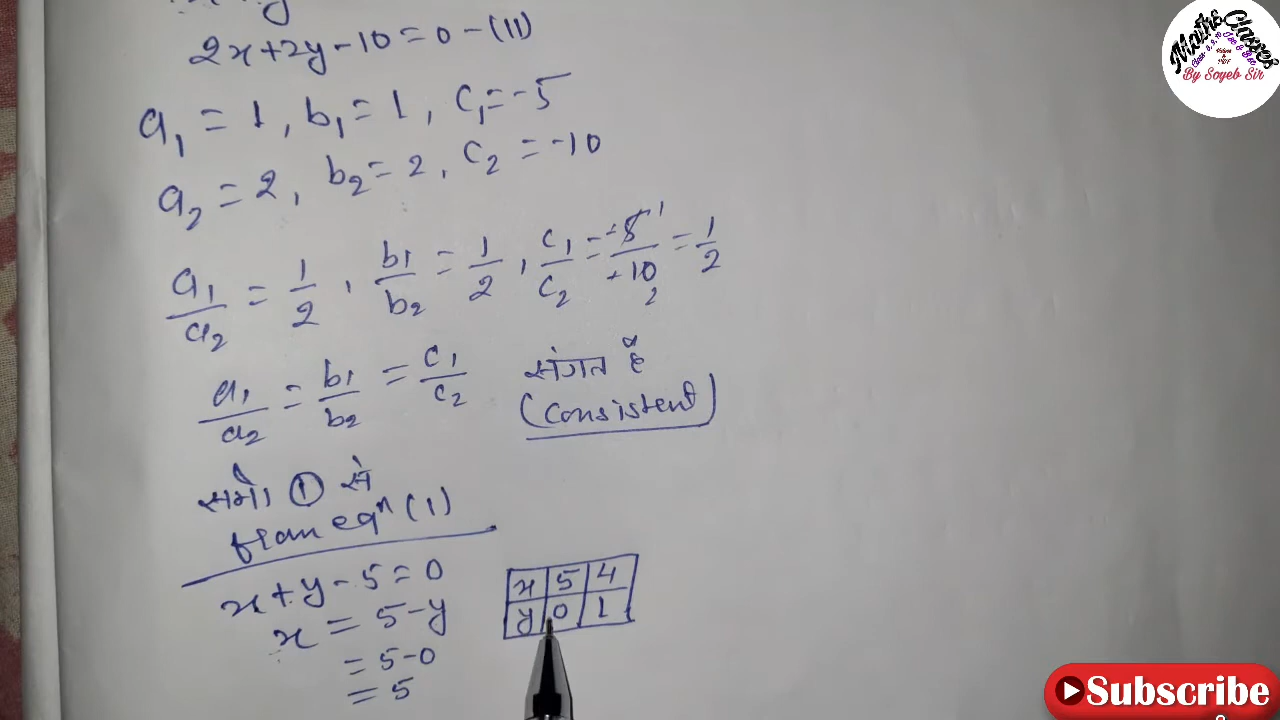 2x+2y-10=0-(II)
a₁ = 1, b₁ = 1, c₁=-5
a₂ = 2, b₂ = 2, c₂ = -10
a₁/a₂ = 1/2, b₁/b₂ = 1/2, c₁/c₂ = -5/-10 = 1/2
a₁/a₂ = b₁/b₂ = c₁/c₂ संगत है
(consistent)
समी० ① से
from eqⁿ (1)
x+y-5=0
x = 5-y
= 5-0
= 5
x 5 4
y 0 1
Maths Classes
By Soyeb Sir
Subscribe